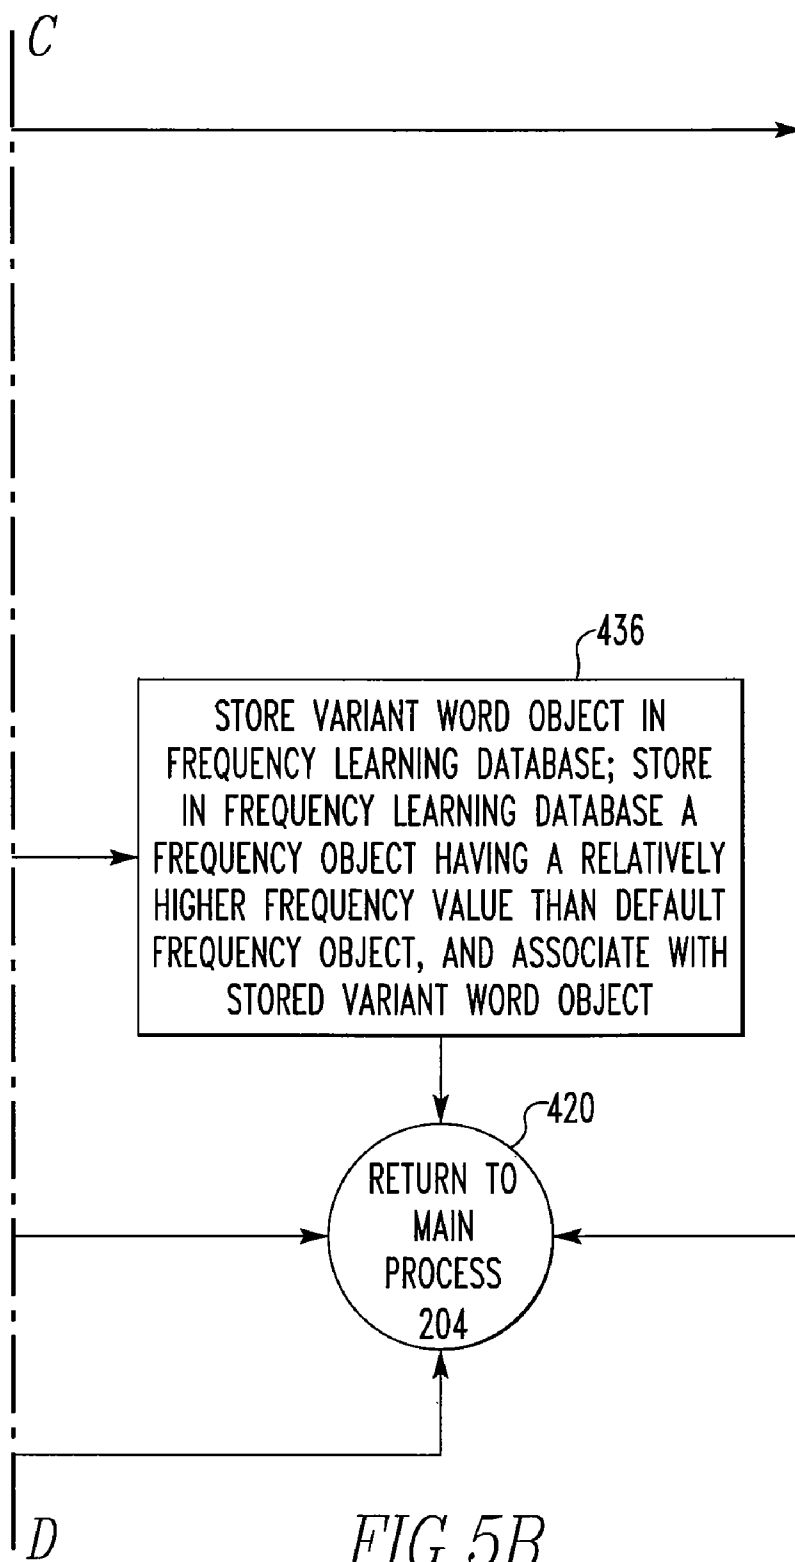 C
436
STORE VARIANT WORD OBJECT IN
FREQUENCY LEARNING DATABASE; STORE
IN FREQUENCY LEARNING DATABASE A
FREQUENCY OBJECT HAVING A RELATIVELY
HIGHER FREQUENCY VALUE THAN DEFAULT
FREQUENCY OBJECT, AND ASSOCIATE WITH
STORED VARIANT WORD OBJECT
420
RETURN TO
MAIN
PROCESS
204
D
FIG.5B